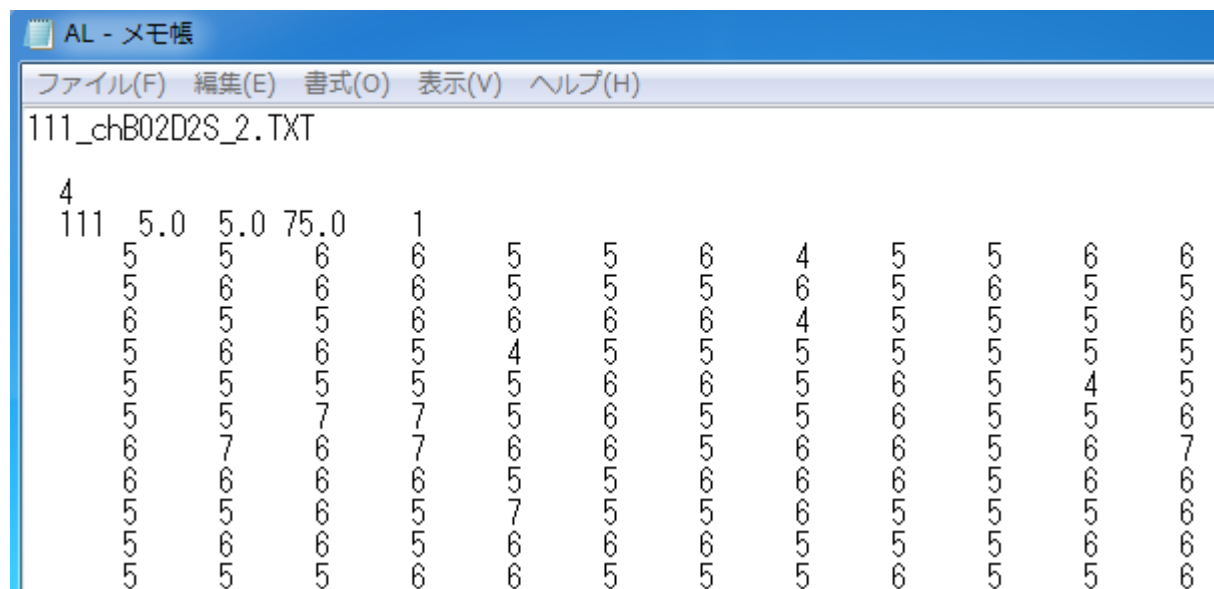 AL - メモ帳
ファイル(F) 編集(E) 書式(O) 表示(V) ヘルプ(H)
111_chB02D2S_2.TXT
4
111 5.0 5.0 75.0 1
5 5 6 6 5 5 6 4 5 5 6 6
5 6 6 6 5 5 5 6 5 6 5 5
6 5 5 6 6 6 6 4 5 5 5 6
5 6 6 5 4 5 5 5 5 5 5 5
5 5 5 5 5 6 6 5 6 5 4 5
5 5 7 7 5 6 5 5 6 5 5 6
6 7 6 7 6 6 5 6 6 5 6 7
6 6 6 6 5 5 6 6 6 5 6 6
5 5 6 5 7 5 5 6 5 5 5 6
5 6 6 5 6 6 6 5 5 5 6 6
5 5 5 6 6 5 5 5 6 5 5 6